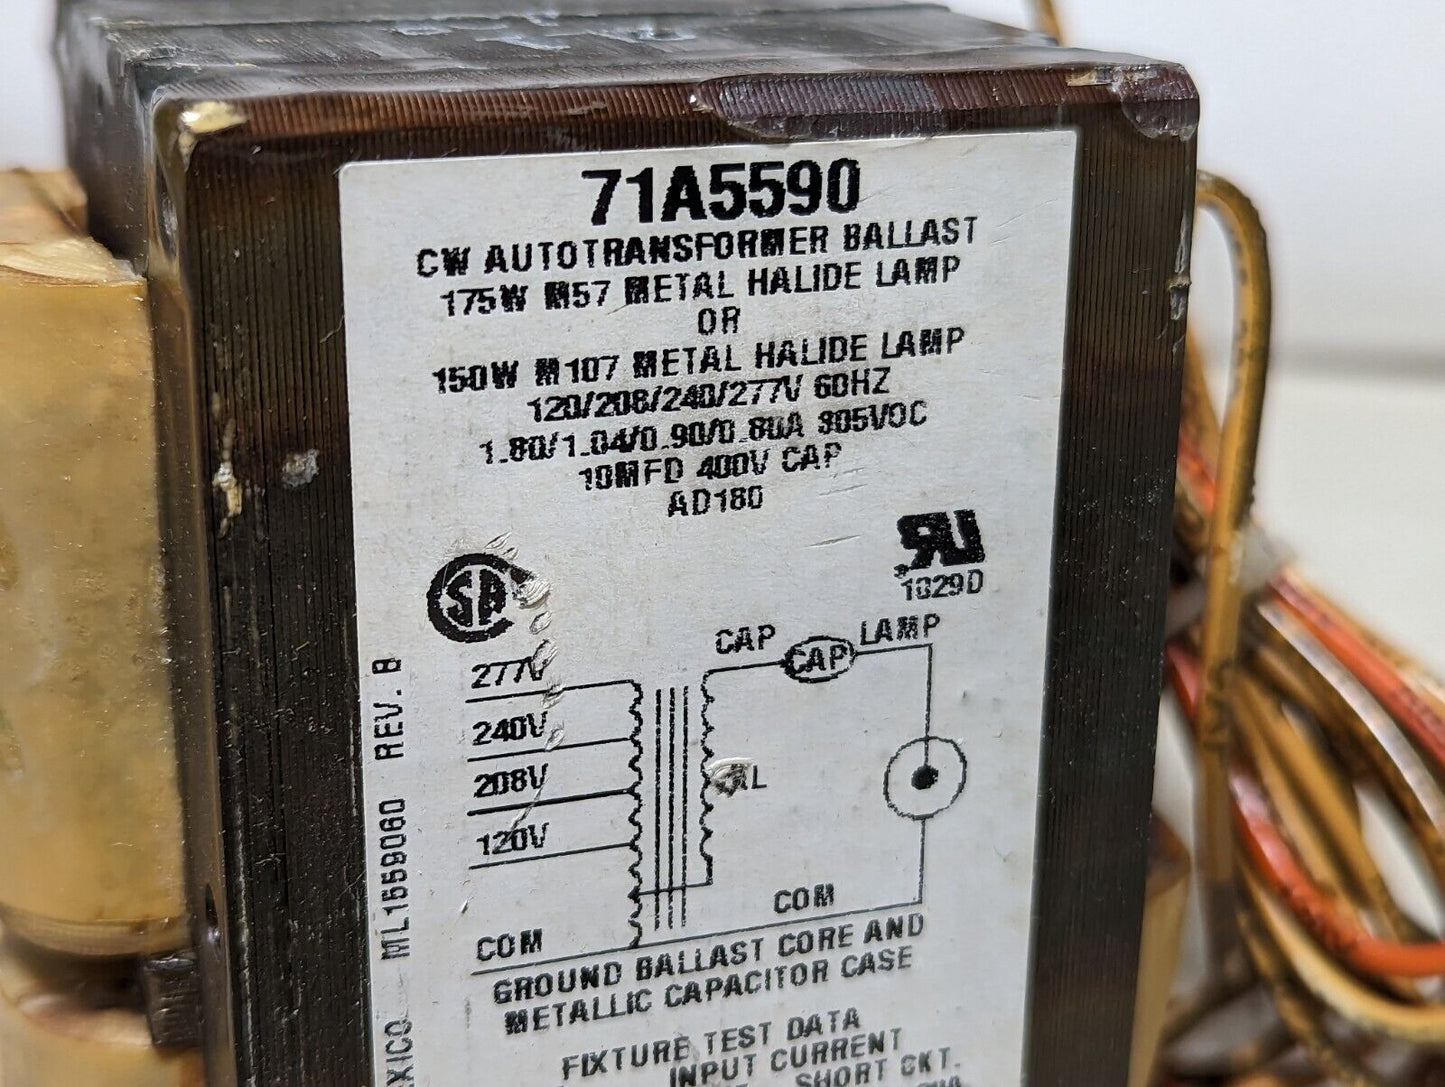 71A5590
CW AUTOTRANSFORMER BALLAST
175W M57 METAL HALIDE LAMP
OR
150W M107 METAL HALIDE LAMP
120/208/240/277V 60HZ
1.80/1.04/0.90/0.80A 305VOC
10MFD 400V CAP
AD180
SA
RU
1029D
CAP
CAP
LAMP
277V
240V
208V
120V
COM
COM
GROUND BALLAST CORE AND
METALLIC CAPACITOR CASE
FIXTURE TEST DATA
INPUT CURRENT
SHORT CKT.
ML1559060 REV. B